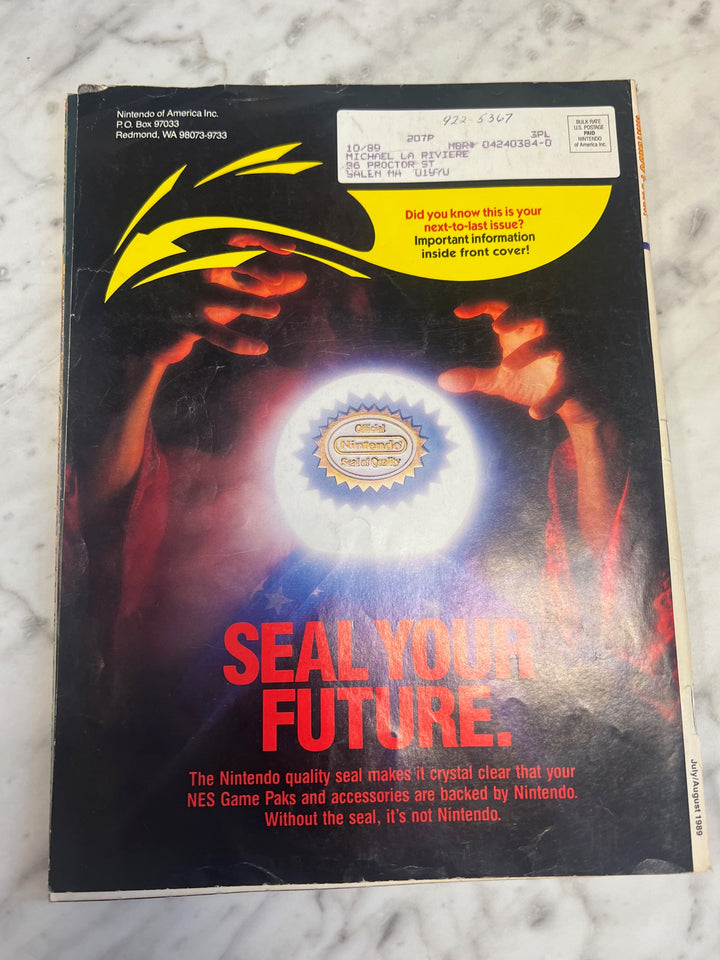 Nintendo of America Inc.
P.O. Box 97033
Redmond, WA 98073-9733
922-5367
207P 3PL
10/89 MBR# 04240384-0
MICHAEL LA RIVIERE
36 PROCTOR ST
SALEM MA 01970
BULK RATE
U.S. POSTAGE
PAID
NINTENDO
of America Inc.
Did you know this is your
next-to-last issue?
Important information
inside front cover!
Official
Nintendo
Seal of Quality
SEAL YOUR
FUTURE.
The Nintendo quality seal makes it crystal clear that your
NES Game Paks and accessories are backed by Nintendo.
Without the seal, it's not Nintendo.
July/August 1989